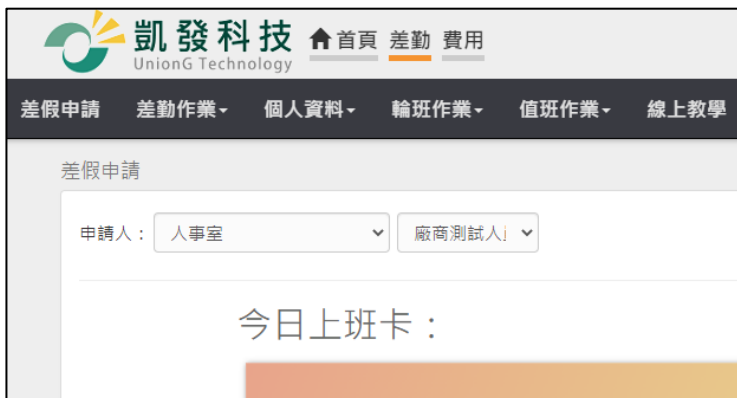 凱發科技 首頁 差勤 費用
UnionG Technology
差假申請 差勤作業 個人資料 輪班作業 值班作業 線上教學
差假申請
申請人： 人事室 廠商測試人
今日上班卡：